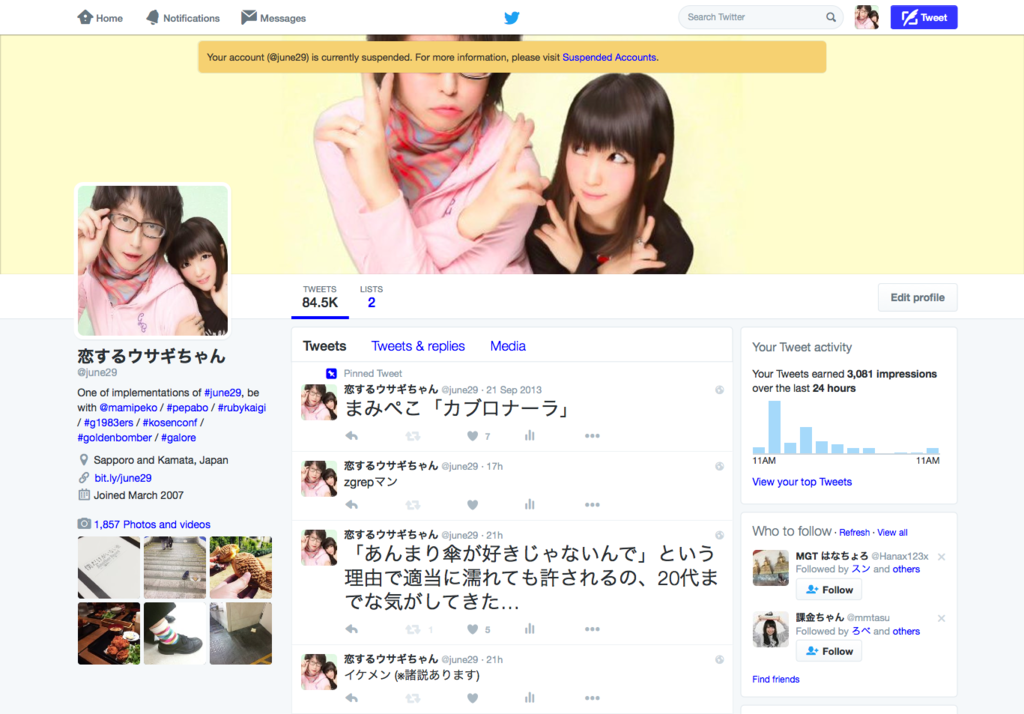 Home
Notifications
Messages
Search Twitter
Tweet
Your account (@june29) is currently suspended. For more information, please visit Suspended Accounts.
TWEETS
84.5K
LISTS
2
Edit profile
恋するウサギちゃん
@june29
One of implementations of #june29, be
with @mamipeko / #pepabo / #rubykaigi
/ #g1983ers / #kosenconf /
#goldenbomber / #galore
Sapporo and Kamata, Japan
bit.ly/june29
Joined March 2007
1,857 Photos and videos
Tweets
Tweets & replies
Media
Pinned Tweet
恋するウサギちゃん @june29 · 21 Sep 2013
まみぺこ「カブロナーラ」
7
恋するウサギちゃん @june29 · 17h
zgrepマン
恋するウサギちゃん @june29 · 21h
「あんまり傘が好きじゃないんで」という
理由で適当に濡れても許されるの、20代ま
でな気がしてきた…
1
5
恋するウサギちゃん @june29 · 21h
イケメン (※諸説あります)
Your Tweet activity
Your Tweets earned 3,081 impressions
over the last 24 hours
11AM
11AM
View your top Tweets
Who to follow · Refresh · View all
MGT はなちょろ @Hanax123x
Followed by スン and others
Follow
課金ちゃん @mmtasu
Followed by ろぺ and others
Follow
Find friends